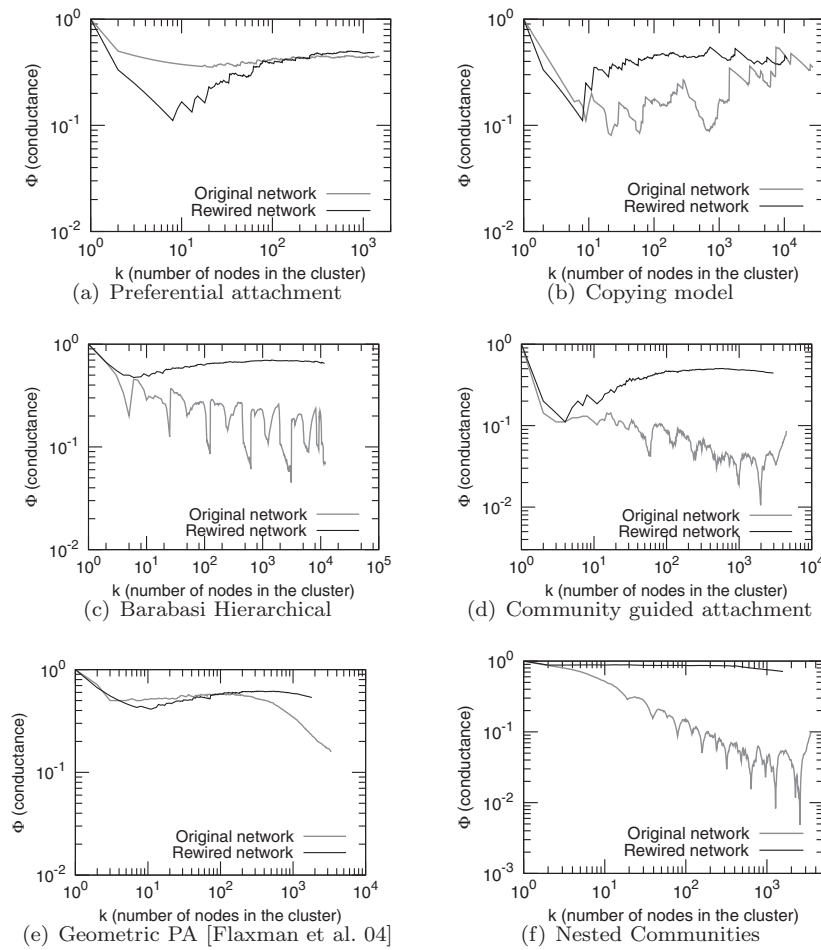 10^0
10^-1
10^-2
10^0 10^1 10^2 10^3
Φ (conductance)
k (number of nodes in the cluster)
Original network
Rewired network
(a) Preferential attachment
10^0
10^-1
10^-2
10^0 10^1 10^2 10^3 10^4
Φ (conductance)
k (number of nodes in the cluster)
Original network
Rewired network
(b) Copying model
10^0
10^-1
10^-2
10^0 10^1 10^2 10^3 10^4 10^5
Φ (conductance)
k (number of nodes in the cluster)
Original network
Rewired network
(c) Barabasi Hierarchical
10^0
10^-1
10^-2
10^0 10^1 10^2 10^3 10^4
Φ (conductance)
k (number of nodes in the cluster)
Original network
Rewired network
(d) Community guided attachment
10^0
10^-1
10^-2
10^0 10^1 10^2 10^3 10^4
Φ (conductance)
k (number of nodes in the cluster)
Original network
Rewired network
(e) Geometric PA [Flaxman et al. 04]
10^0
10^-1
10^-2
10^-3
10^0 10^1 10^2 10^3
Φ (conductance)
k (number of nodes in the cluster)
Original network
Rewired network
(f) Nested Communities